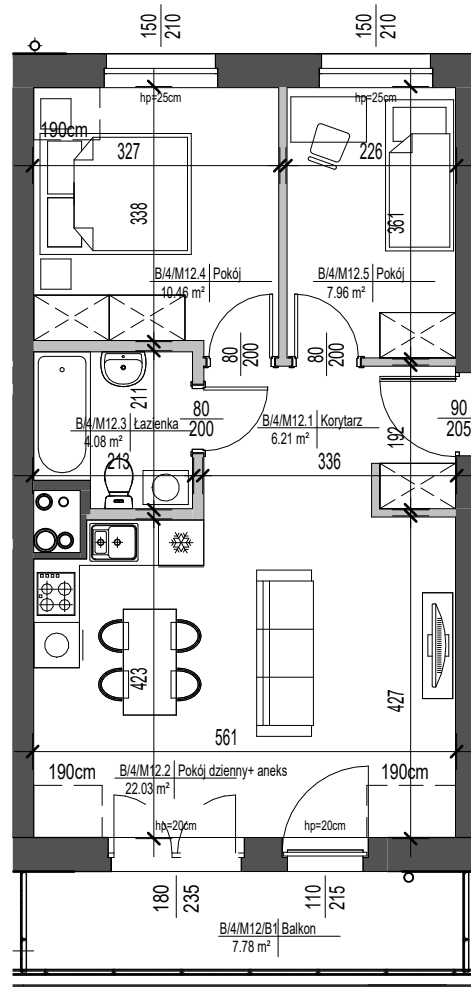 150
210
150
210
hp=25cm
hp=25cm
190cm
327
226
338
361
B/4/M12.4 Pokój
10.46 m²
B/4/M12.5 Pokój
7.96 m²
80
200
80
200
211
B/4/M12.3 Łazienka
4.08 m²
80
200
B/4/M12.1 Korytarz
6.21 m²
192
90
205
213
336
423
427
561
190cm
B/4/M12.2 Pokój dzienny+ aneks
22.03 m²
190cm
hp=20cm
hp=20cm
180
235
110
215
B/4/M12/B1 Balkon
7.78 m²